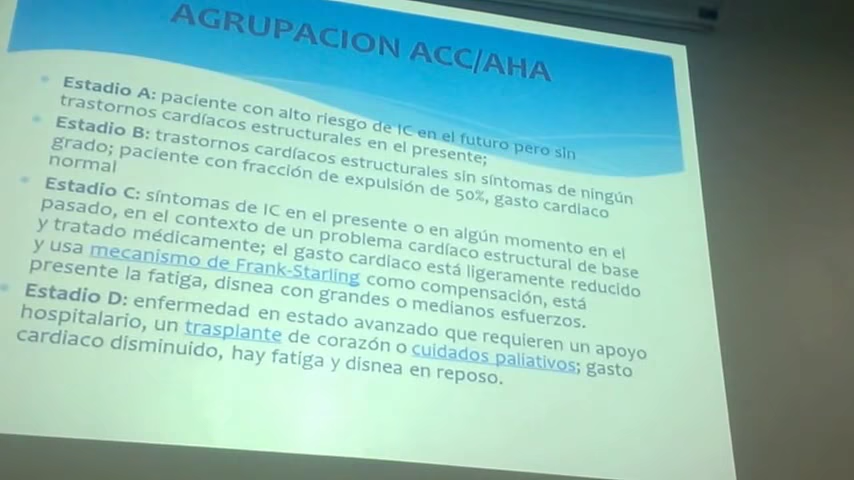 AGRUPACION ACC/AHA
Estadio A: paciente con alto riesgo de IC en el futuro pero sin
trastornos cardíacos estructurales en el presente;
Estadio B: trastornos cardíacos estructurales sin síntomas de ningún
grado; paciente con fracción de expulsión de 50%, gasto cardiaco
normal
Estadio C: síntomas de IC en el presente o en algún momento en el
pasado, en el contexto de un problema cardíaco estructural de base
y tratado médicamente; el gasto cardiaco está ligeramente reducido
y usa mecanismo de Frank-Starling como compensación, está
presente la fatiga, disnea con grandes o medianos esfuerzos.
Estadio D: enfermedad en estado avanzado que requieren un apoyo
hospitalario, un trasplante de corazón o cuidados paliativos; gasto
cardiaco disminuido, hay fatiga y disnea en reposo.